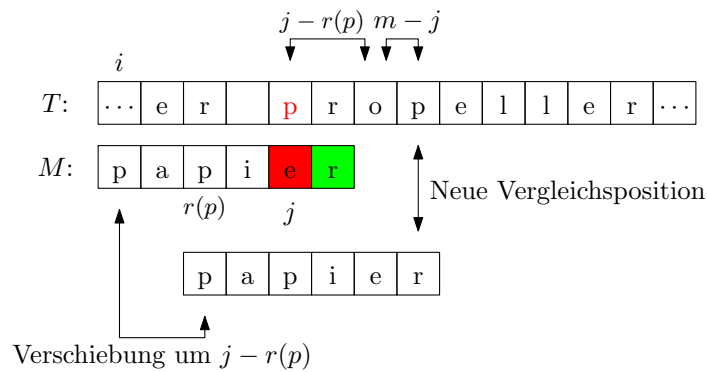 j − r(p) m − j
i
T: ⋯ e r p r o p e l l e r ⋯
M: p a p i e r
r(p) j
Neue Vergleichsposition
p a p i e r
Verschiebung um j − r(p)